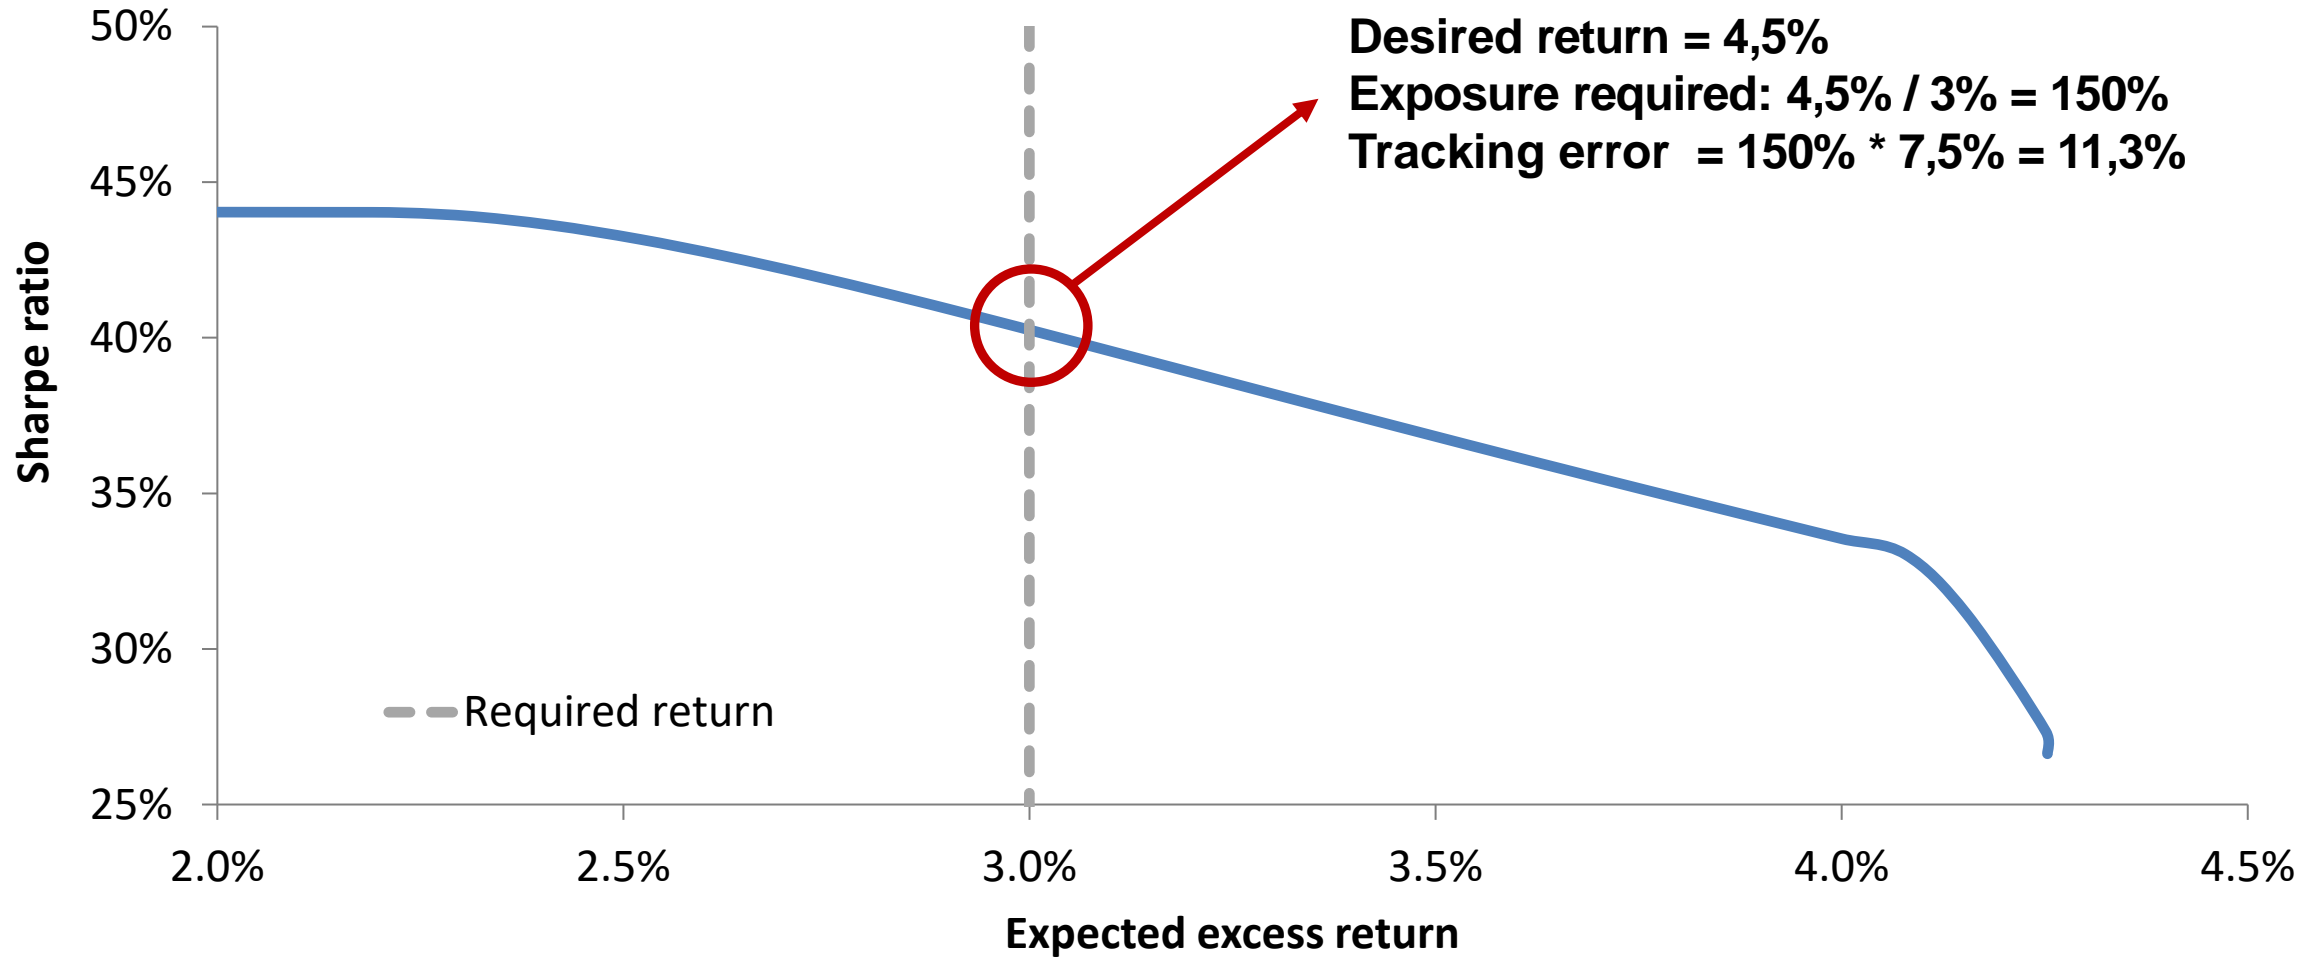 Desired return = 4,5%
Exposure required: 4,5% / 3% = 150%
Tracking error  = 150% * 7,5% = 11,3%
50%
45%
40%
35%
30%
25%
Sharpe ratio
Required return
2.0%
2.5%
3.0%
3.5%
4.0%
4.5%
Expected excess return